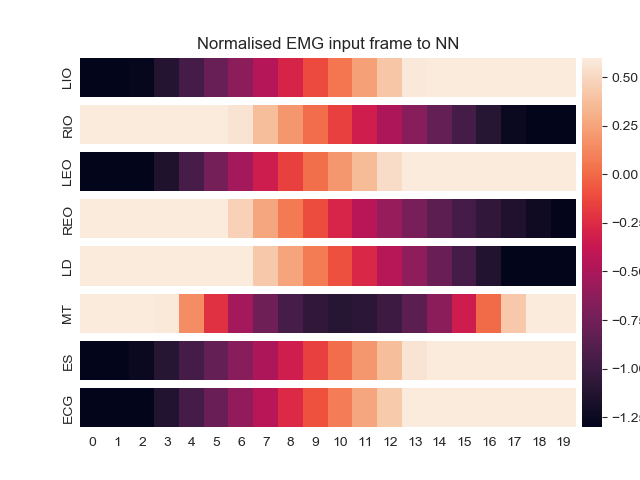 Normalised EMG input frame to NN
LIO
RIO
LEO
REO
LD
MT
ES
ECG
0 1 2 3 4 5 6 7 8 9 10 11 12 13 14 15 16 17 18 19
0.50
0.25
0.00
−0.25
−0.50
−0.75
−1.00
−1.25